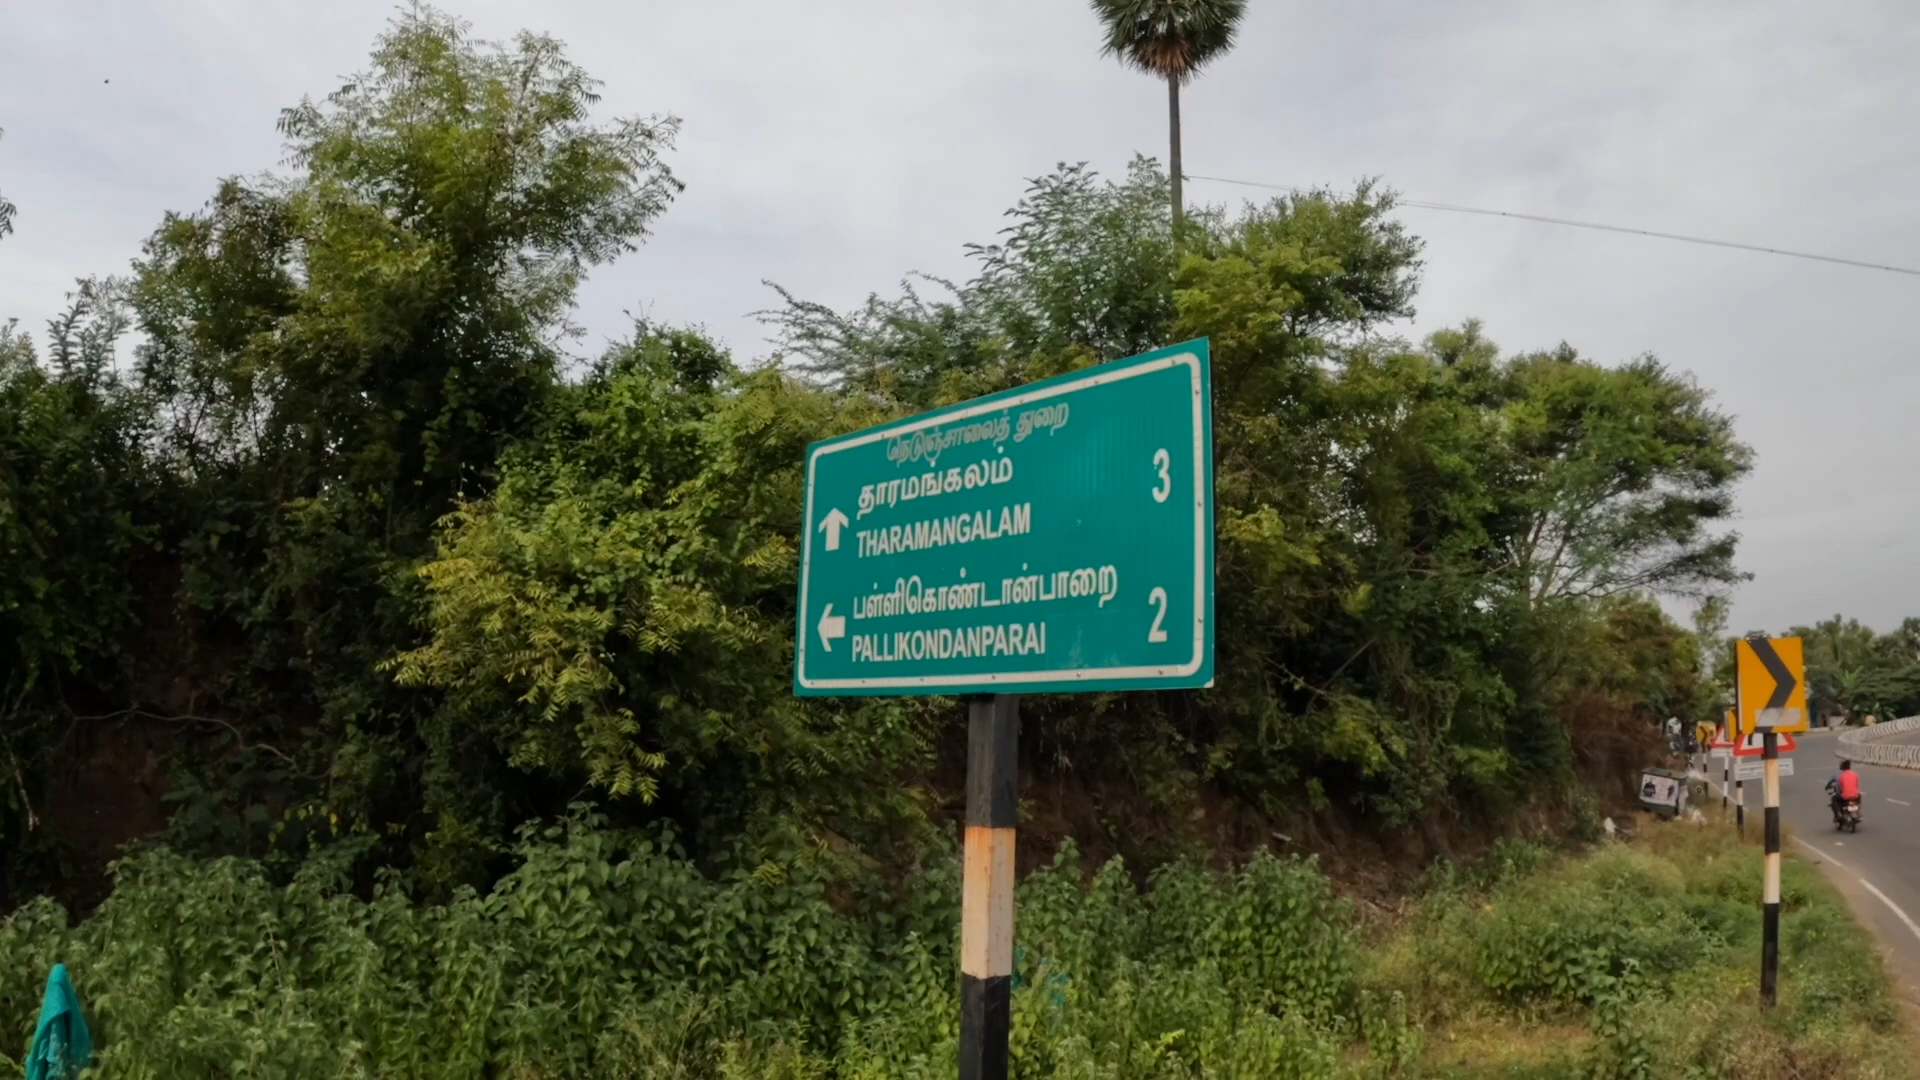 நெடுஞ்சாலைத் துறை
தாரமங்கலம் 3
THARAMANGALAM
பள்ளிகொண்டான்பாறை 2
PALLIKONDANPARAI